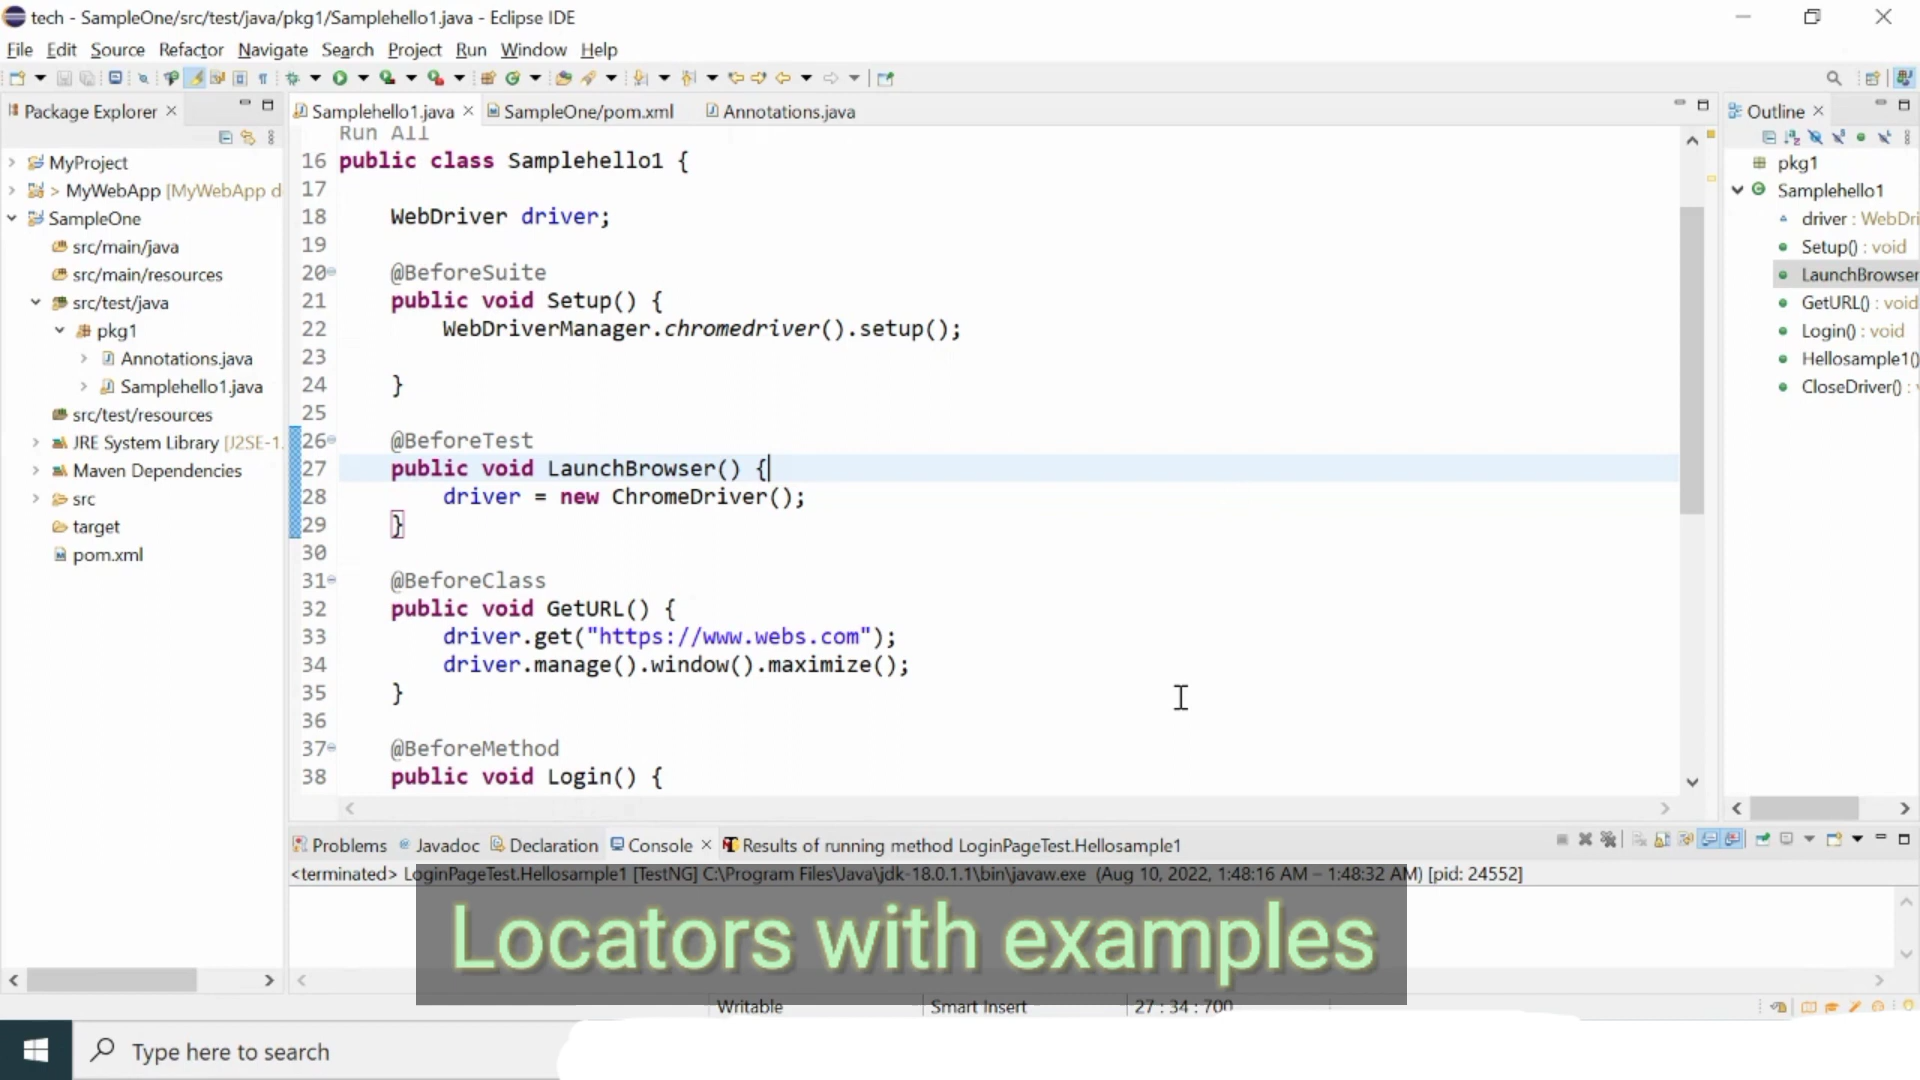 tech - SampleOne/src/test/java/pkg1/Samplehello1.java - Eclipse IDE
File Edit Source Refactor Navigate Search Project Run Window Help
Package Explorer
Samplehello1.java SampleOne/pom.xml Annotations.java
Outline
MyProject
> MyWebApp [MyWebApp d
SampleOne
src/main/java
src/main/resources
src/test/java
pkg1
Annotations.java
Samplehello1.java
src/test/resources
JRE System Library [J2SE-1.
Maven Dependencies
src
target
pom.xml
Run All
16 public class Samplehello1 {
17
18 WebDriver driver;
19
20 @BeforeSuite
21 public void Setup() {
22 WebDriverManager.chromedriver().setup();
23
24 }
25
26 @BeforeTest
27 public void LaunchBrowser() {
28 driver = new ChromeDriver();
29 }
30
31 @BeforeClass
32 public void GetURL() {
33 driver.get("https://www.webs.com");
34 driver.manage().window().maximize();
35 }
36
37 @BeforeMethod
38 public void Login() {
pkg1
Samplehello1
driver : WebDri
Setup() : void
LaunchBrowser
GetURL() : void
Login() : void
Hellosample1()
CloseDriver() :
Problems Javadoc Declaration Console Results of running method LoginPageTest.Hellosample1
<terminated> LoginPageTest.Hellosample1 [TestNG] C:\Program Files\Java\jdk-18.0.1.1\bin\javaw.exe (Aug 10, 2022, 1:48:16 AM – 1:48:32 AM) [pid: 24552]
Locators with examples
Writable Smart Insert 27 : 34 : 700
Type here to search